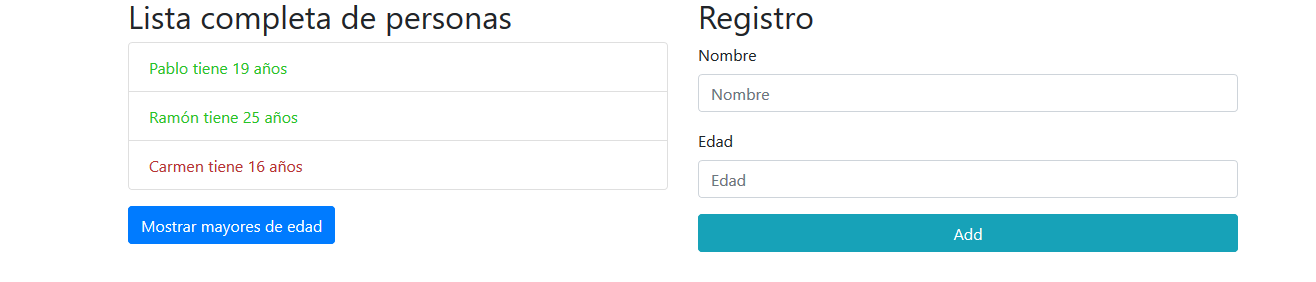 Lista completa de personas
Pablo tiene 19 años
Ramón tiene 25 años
Carmen tiene 16 años
Mostrar mayores de edad
Registro
Nombre
Nombre
Edad
Edad
Add